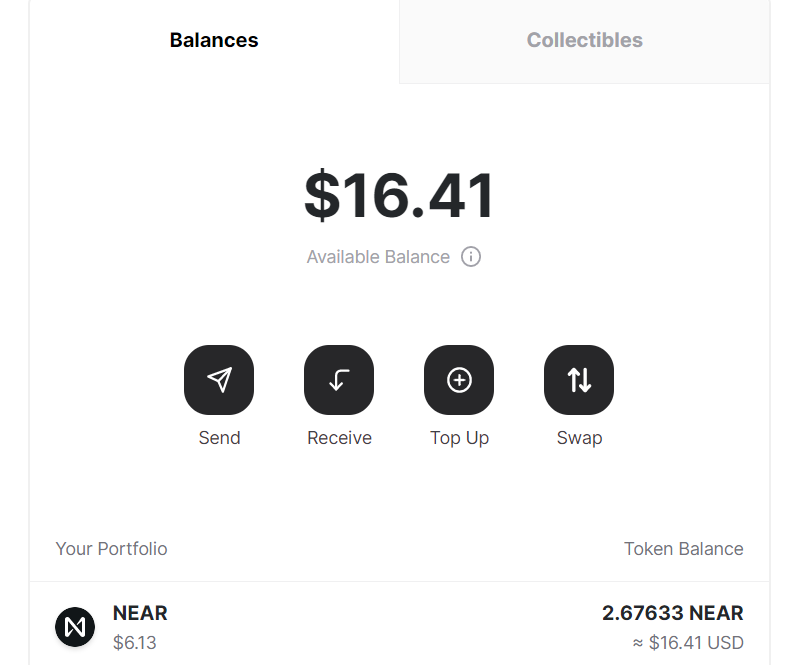 Balances
Collectibles
$16.41
Available Balance
Send
Receive
Top Up
Swap
Your Portfolio
Token Balance
NEAR
2.67633 NEAR
$6.13
≈ $16.41 USD